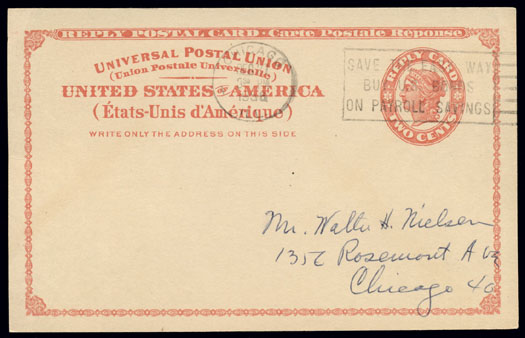 REPLY POSTAL CARD · Carte Postale Réponse
UNIVERSAL POSTAL UNION
(Union Postale Universelle)
UNITED STATES OF AMERICA
(États-Unis d'Amérique)
WRITE ONLY THE ADDRESS ON THIS SIDE
CHICAGO
SAVE WAY
BUY U.S. BONDS
ON PAYROLL SAVINGS
REPLY CARD
TWO CENTS
Mr. Walter H. Nielsen
Rosemont Ave
Chicago 40